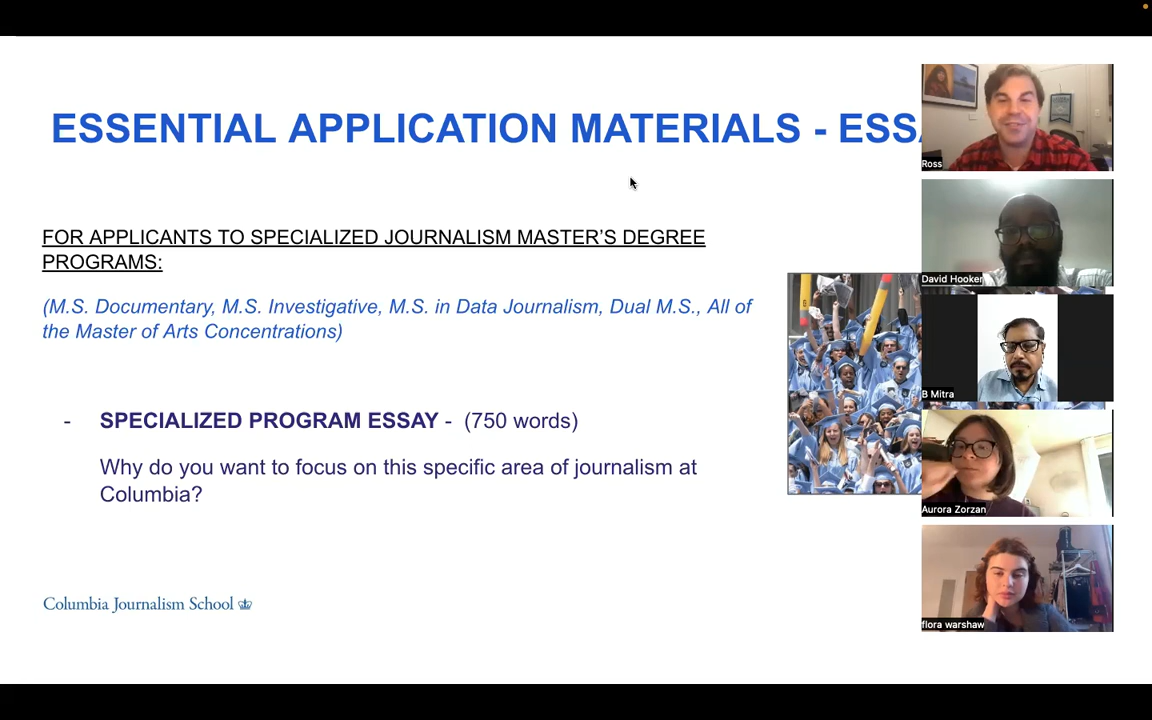 ESSENTIAL APPLICATION MATERIALS - ESSA
FOR APPLICANTS TO SPECIALIZED JOURNALISM MASTER’S DEGREE
PROGRAMS:
(M.S. Documentary, M.S. Investigative, M.S. in Data Journalism, Dual M.S., All of
the Master of Arts Concentrations)
- SPECIALIZED PROGRAM ESSAY - (750 words)
Why do you want to focus on this specific area of journalism at
Columbia?
Columbia Journalism School
Ross
David Hooker
B Mitra
Aurora Zorzan
flora warshaw